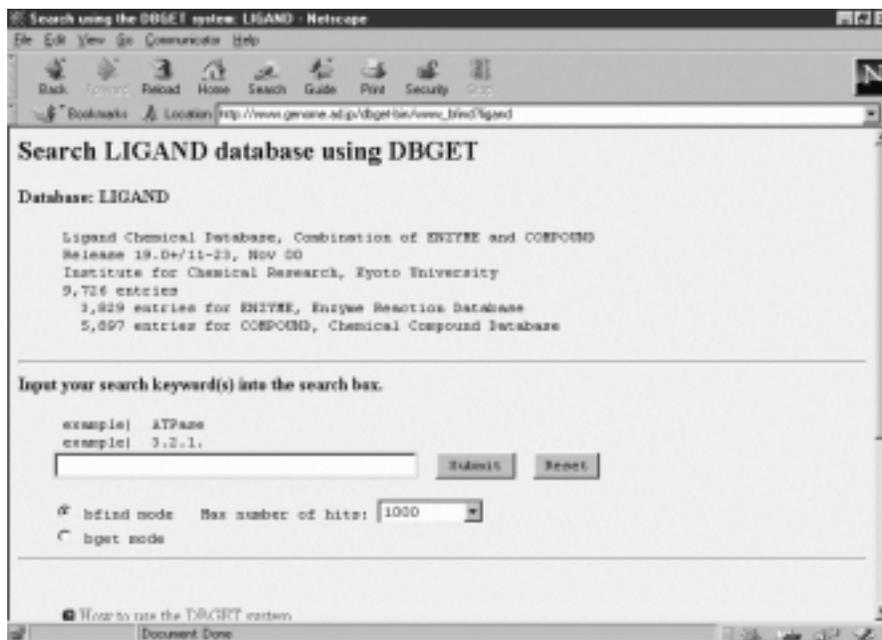 Search using the DBGET system: LIGAND - Netscape
File Edit View Go Communicator Help
Back Forward Reload Home Search Guide Print Security Stop
Bookmarks Location: http://www.genome.ad.jp/dbget-bin/www_bfind?ligand
Search LIGAND database using DBGET
Database: LIGAND
Ligand Chemical Database, Combination of ENZYME and COMPOUND
Release 19.0+/11-23, Nov 00
Institute for Chemical Research, Kyoto University
9,726 entries
3,829 entries for ENZYME, Enzyme Reaction Database
5,897 entries for COMPOUND, Chemical Compound Database
Input your search keyword(s) into the search box.
example) ATPase
example) 3.2.1.
Submit Reset
bfind mode Max number of hits: 1000
bget mode
How to use the DBGET system
Document Done